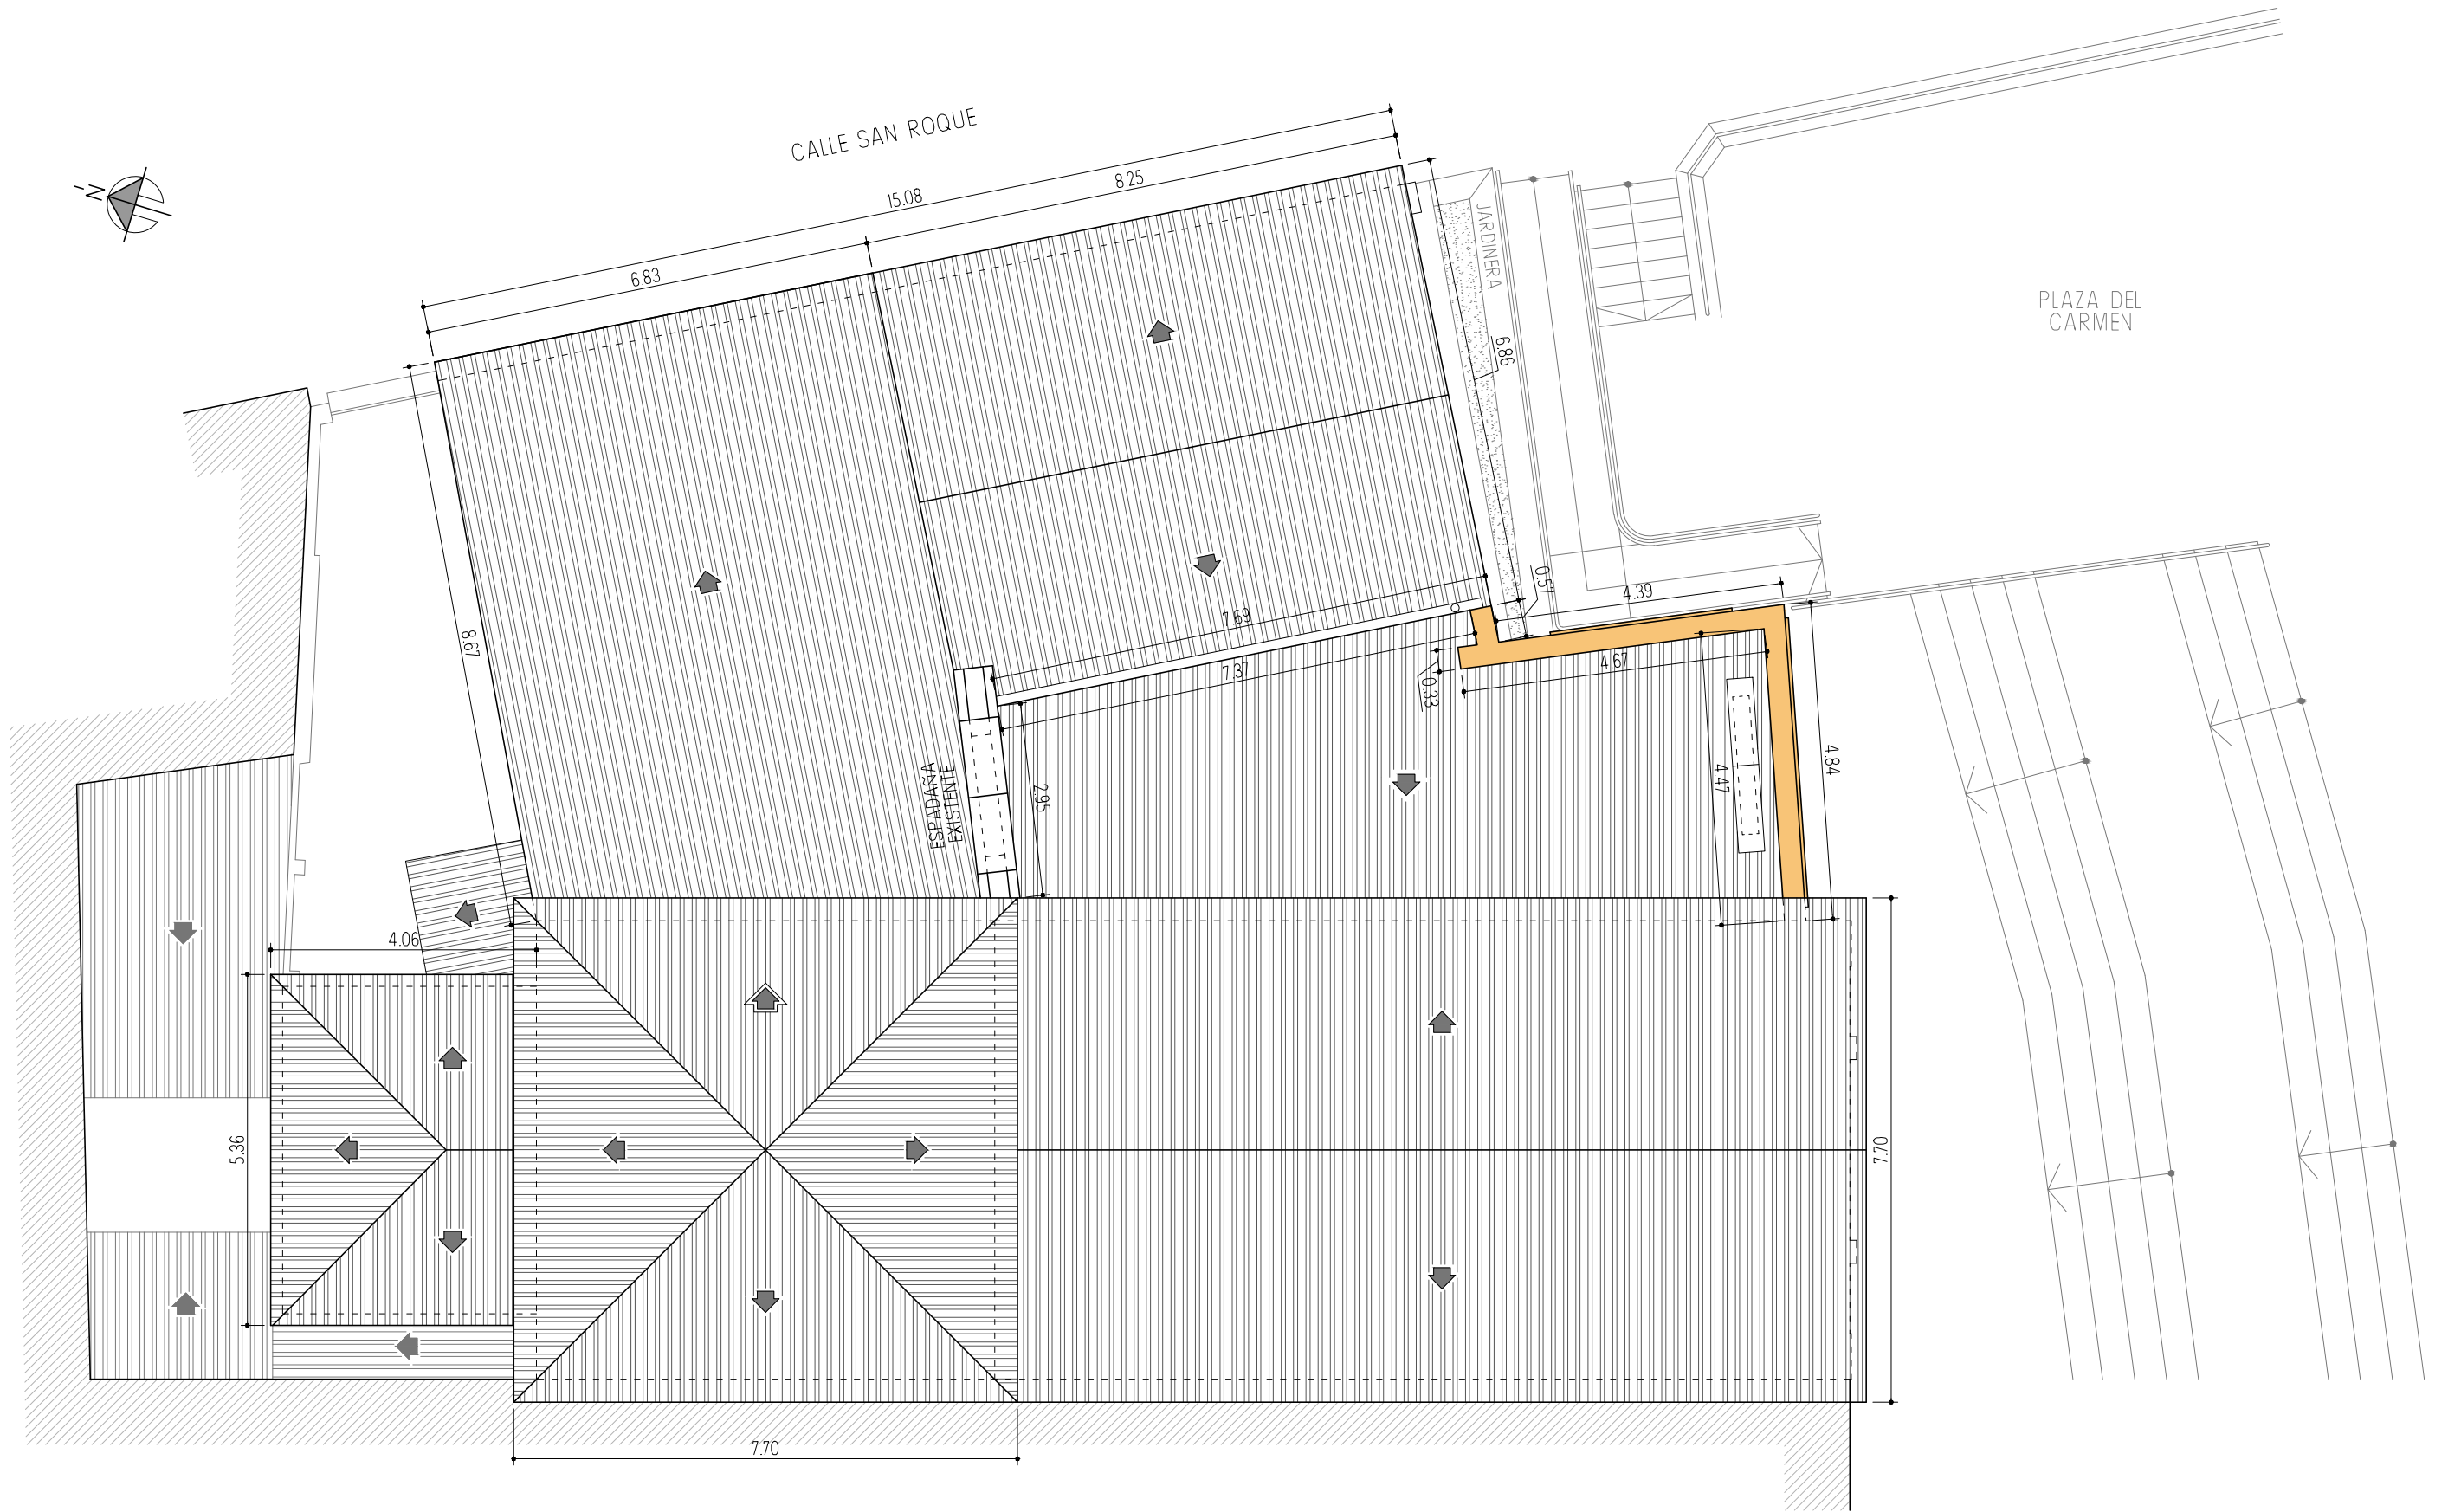 CALLE SAN ROQUE
15.08
8.25
6.83
N
JARDINERA
PLAZA DEL
CARMEN
6.86
0.57
4.39
8.67
7.69
7.37
4.67
0.33
ESPADAÑA
EXISTENTE
2.95
4.47
4.84
4.06
5.36
7.70
7.70